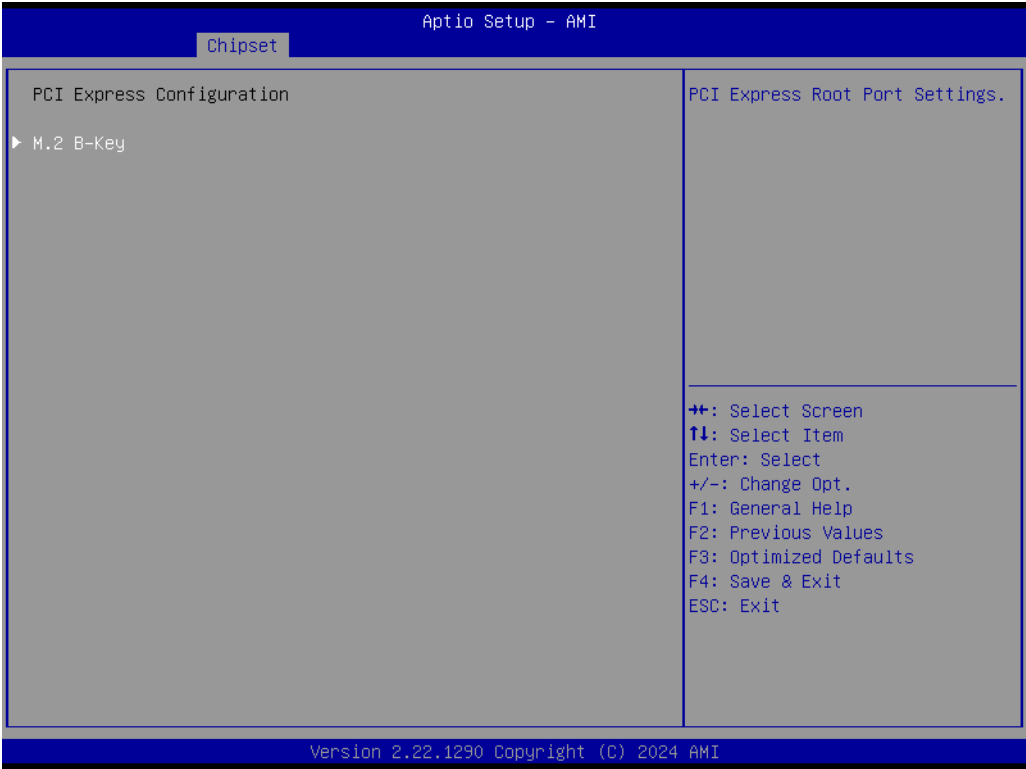 Aptio Setup – AMI
Chipset
PCI Express Configuration
M.2 B-Key
PCI Express Root Port Settings.
→←: Select Screen
↑↓: Select Item
Enter: Select
+/-: Change Opt.
F1: General Help
F2: Previous Values
F3: Optimized Defaults
F4: Save & Exit
ESC: Exit
Version 2.22.1290 Copyright (C) 2024 AMI